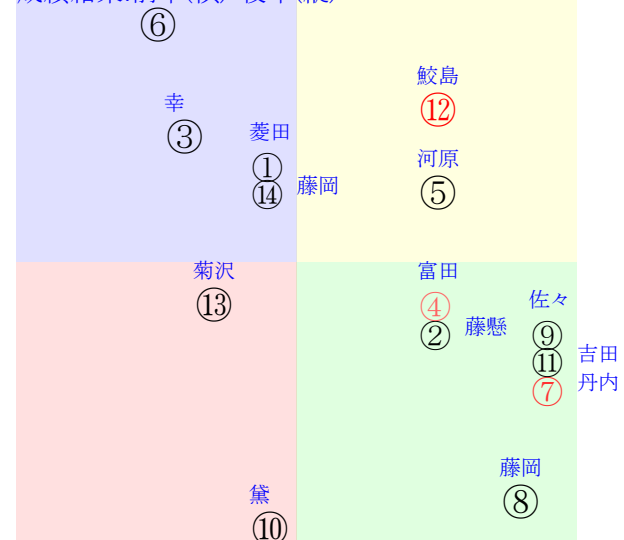 ⑥
鮫島
幸
⑫
③
菱田
河原
①
藤岡
⑤
⑭
菊沢
富田
佐々
⑬
④
藤懸
②
⑨
吉田
⑪
丹内
⑦
藤岡
黛
⑧
⑩